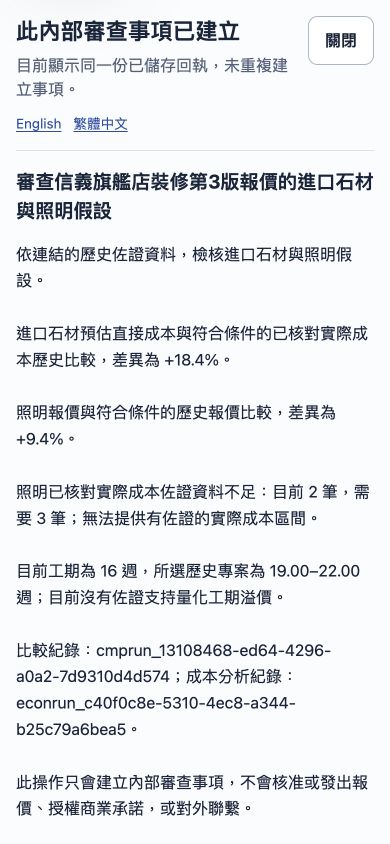 此內部審查事項已建立
關閉
目前顯示同一份已儲存回執，未重複建
立事項。
English 繁體中文
審查信義旗艦店裝修第3版報價的進口石材
與照明假設
依連結的歷史佐證資料，檢核進口石材與照明假
設。
進口石材預估直接成本與符合條件的已核對實際成
本歷史比較，差異為 +18.4%。
照明報價與符合條件的歷史報價比較，差異為
+9.4%。
照明已核對實際成本佐證資料不足：目前 2 筆，需
要 3 筆；無法提供有佐證的實際成本區間。
目前工期為 16 週，所選歷史專案為 19.00–22.00
週；目前沒有佐證支持量化工期溢價。
比較紀錄：cmprun_13108468-ed64-4296-
a0a2-7d9310d4d574；成本分析紀錄：
econrun_c40f0c8e-5310-4ec8-a344-
b25c79a6bea5。
此操作只會建立內部審查事項，不會核准或發出報
價、授權商業承諾，或對外聯繫。